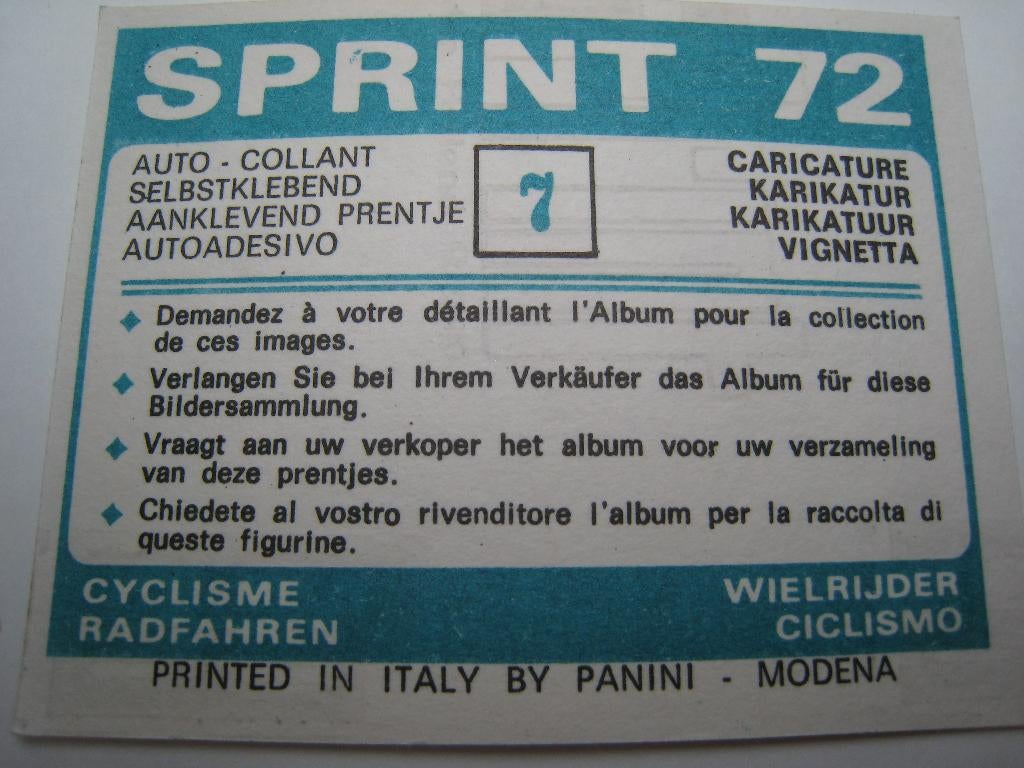 SPRINT 72
AUTO - COLLANT
SELBSTKLEBEND
AANKLEVEND PRENTJE
AUTOADESIVO
7
CARICATURE
KARIKATUR
KARIKATUUR
VIGNETTA
Demandez à votre détaillant l'Album pour la collection
de ces images.
Verlangen Sie bei Ihrem Verkäufer das Album für diese
Bildersammlung.
Vraagt aan uw verkoper het album voor uw verzameling
van deze prentjes.
Chiedete al vostro rivenditore l'album per la raccolta di
queste figurine.
CYCLISME
RADFAHREN
WIELRIJDER
CICLISMO
PRINTED IN ITALY BY PANINI - MODENA